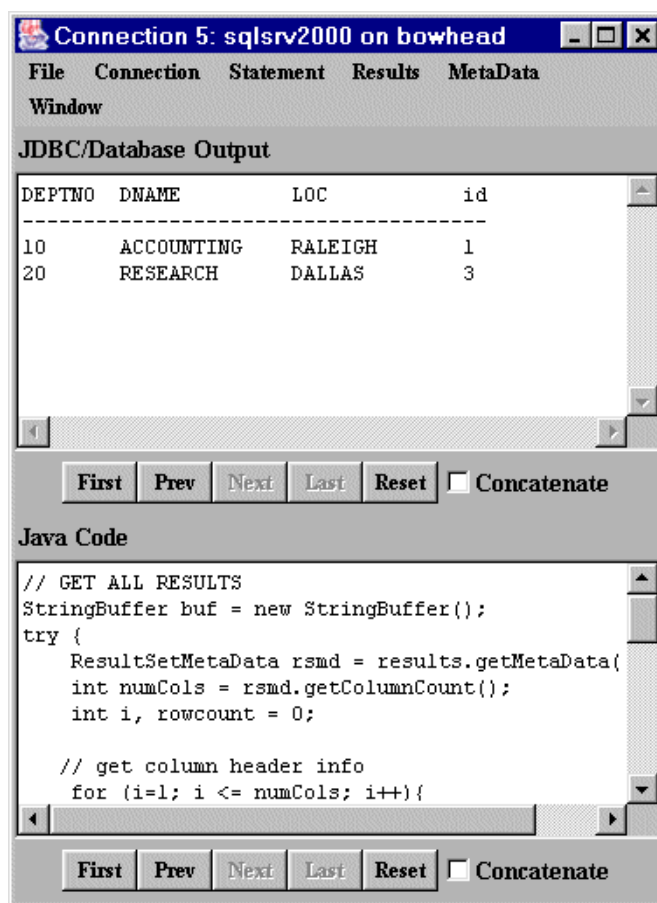 Connection 5: sqlsrv2000 on bowhead
File Connection Statement Results MetaData
Window
JDBC/Database Output
DEPTNO DNAME LOC id
----------------------------------------
10 ACCOUNTING RALEIGH 1
20 RESEARCH DALLAS 3
First Prev Next Last Reset Concatenate
Java Code
// GET ALL RESULTS
StringBuffer buf = new StringBuffer();
try {
    ResultSetMetaData rsmd = results.getMetaData(
    int numCols = rsmd.getColumnCount();
    int i, rowcount = 0;
   // get column header info
    for (i=1; i <= numCols; i++){
First Prev Next Last Reset Concatenate